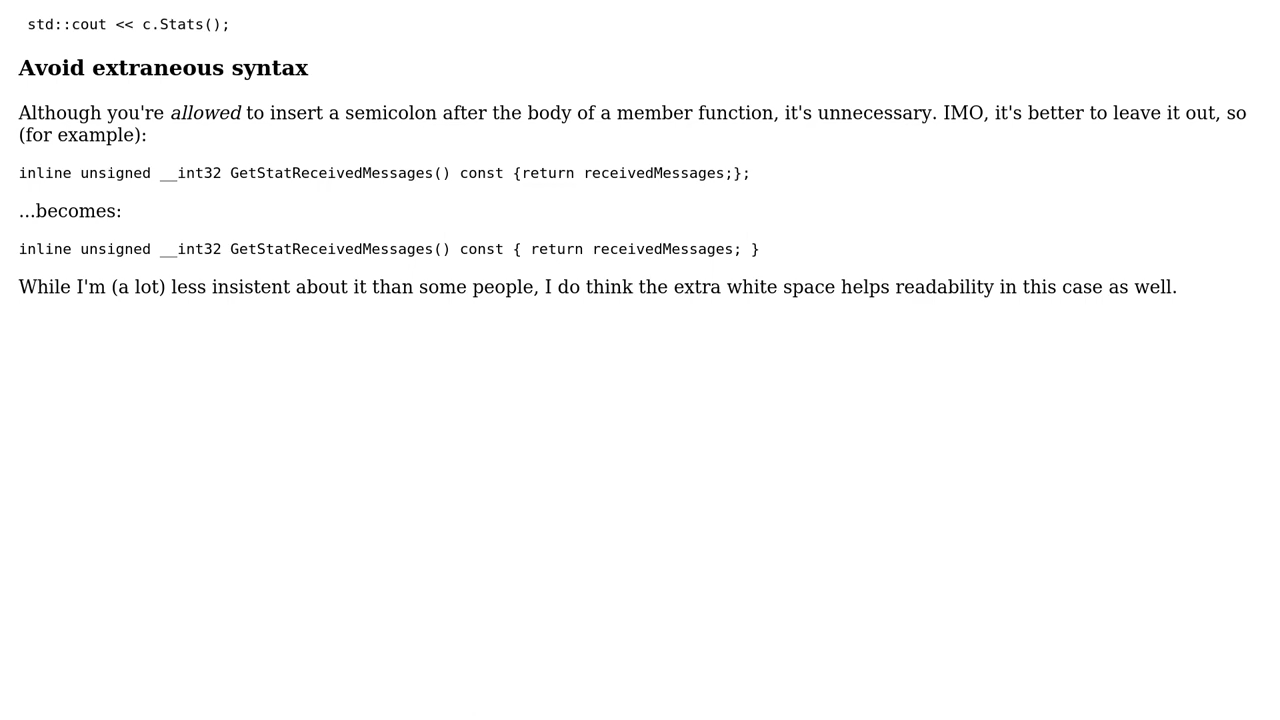 std::cout << c.Stats();
Avoid extraneous syntax
Although you're allowed to insert a semicolon after the body of a member function, it's unnecessary. IMO, it's better to leave it out, so
(for example):
inline unsigned __int32 GetStatReceivedMessages() const {return receivedMessages;};
...becomes:
inline unsigned __int32 GetStatReceivedMessages() const { return receivedMessages; }
While I'm (a lot) less insistent about it than some people, I do think the extra white space helps readability in this case as well.